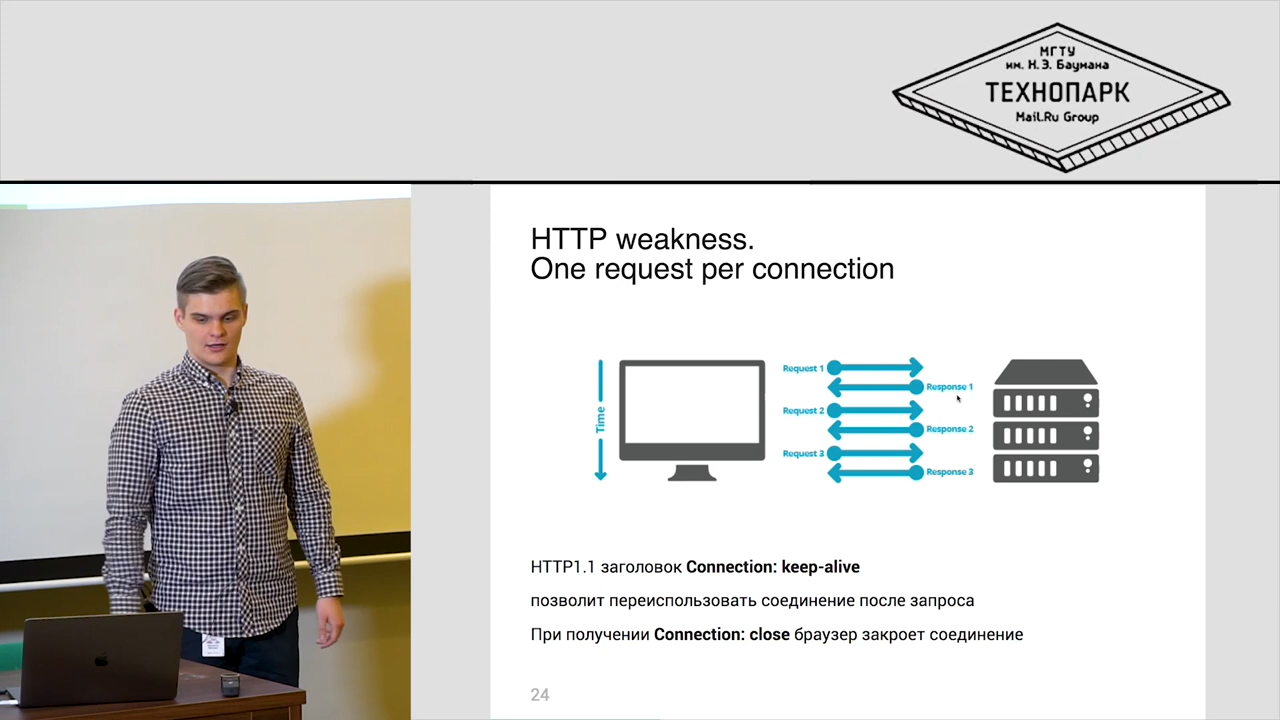 МГТУ
им. Н.Э. Баумана
ТЕХНОПАРК
Mail.Ru Group
HTTP weakness.
One request per connection
Time
Request 1
Response 1
Request 2
Response 2
Request 3
Response 3
HTTP1.1 заголовок Connection: keep-alive
позволит переиспользовать соединение после запроса
При получении Connection: close браузер закроет соединение
24